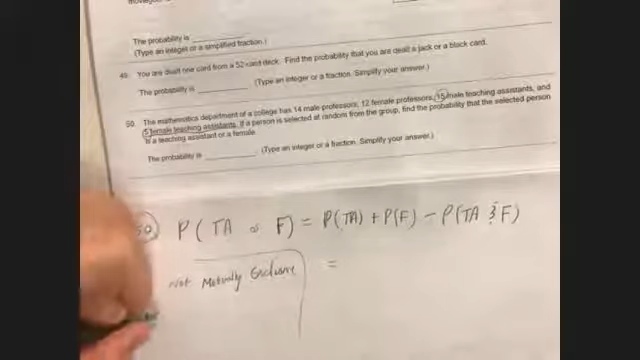 The probability is
(Type an integer or a simplified fraction.)
49. You are dealt one card from a 52-card deck. Find the probability that you are dealt a jack or a black card.
The probability is (Type an integer or a fraction. Simplify your answer.)
50. The mathematics department of a college has 14 male professors, 12 female professors, 15 male teaching assistants, and
5 female teaching assistants. If a person is selected at random from the group, find the probability that the selected person
is a teaching assistant or a female.
The probability is (Type an integer or a fraction. Simplify your answer.)
50. P(TA or F) = P(TA) + P(F) - P(TA & F)
Not Mutually Exclusive =